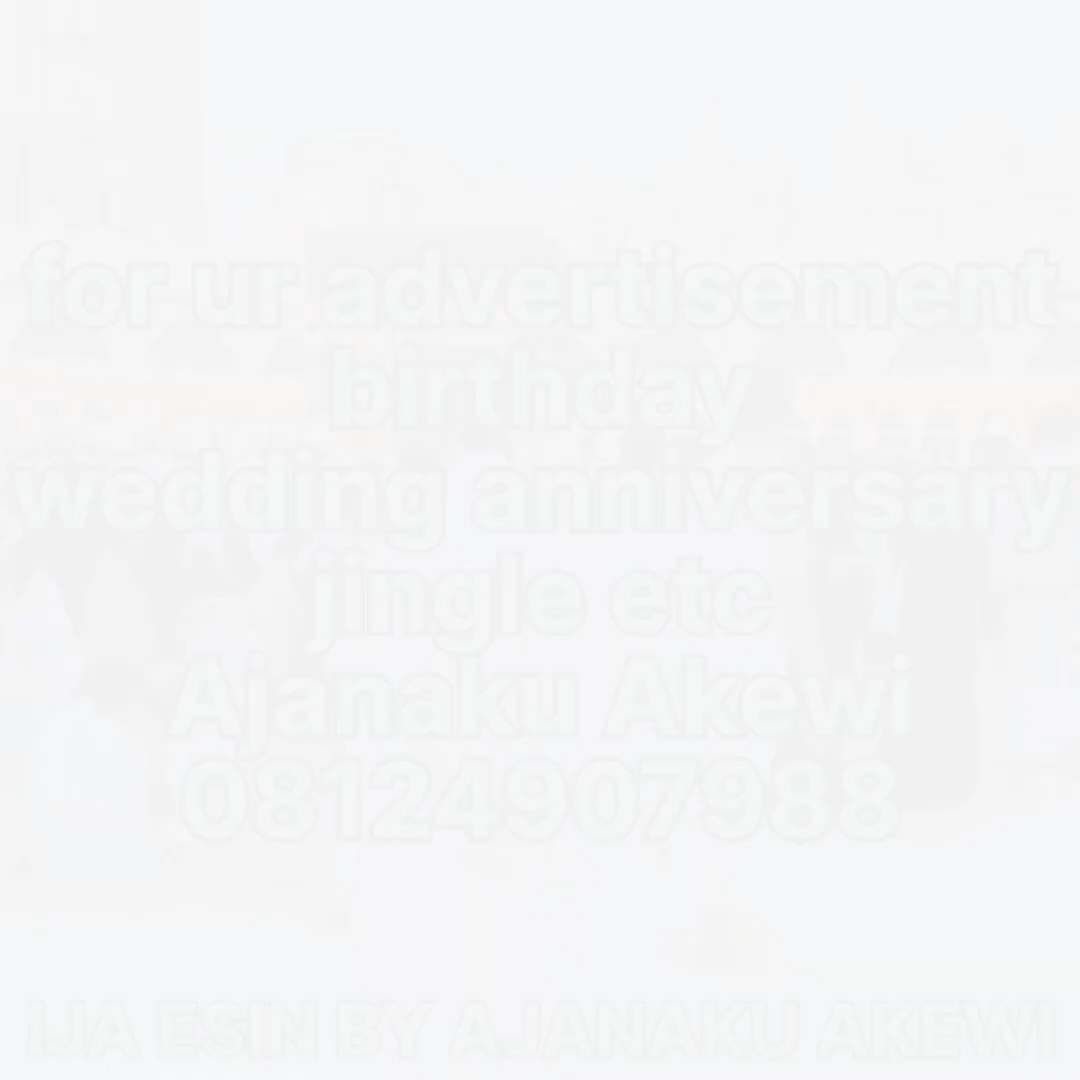 for ur advertisement
birthday
wedding anniversary
jingle etc
Ajanaku Akewi
08124907988
IJA ESIN BY AJANAKU AKEWI